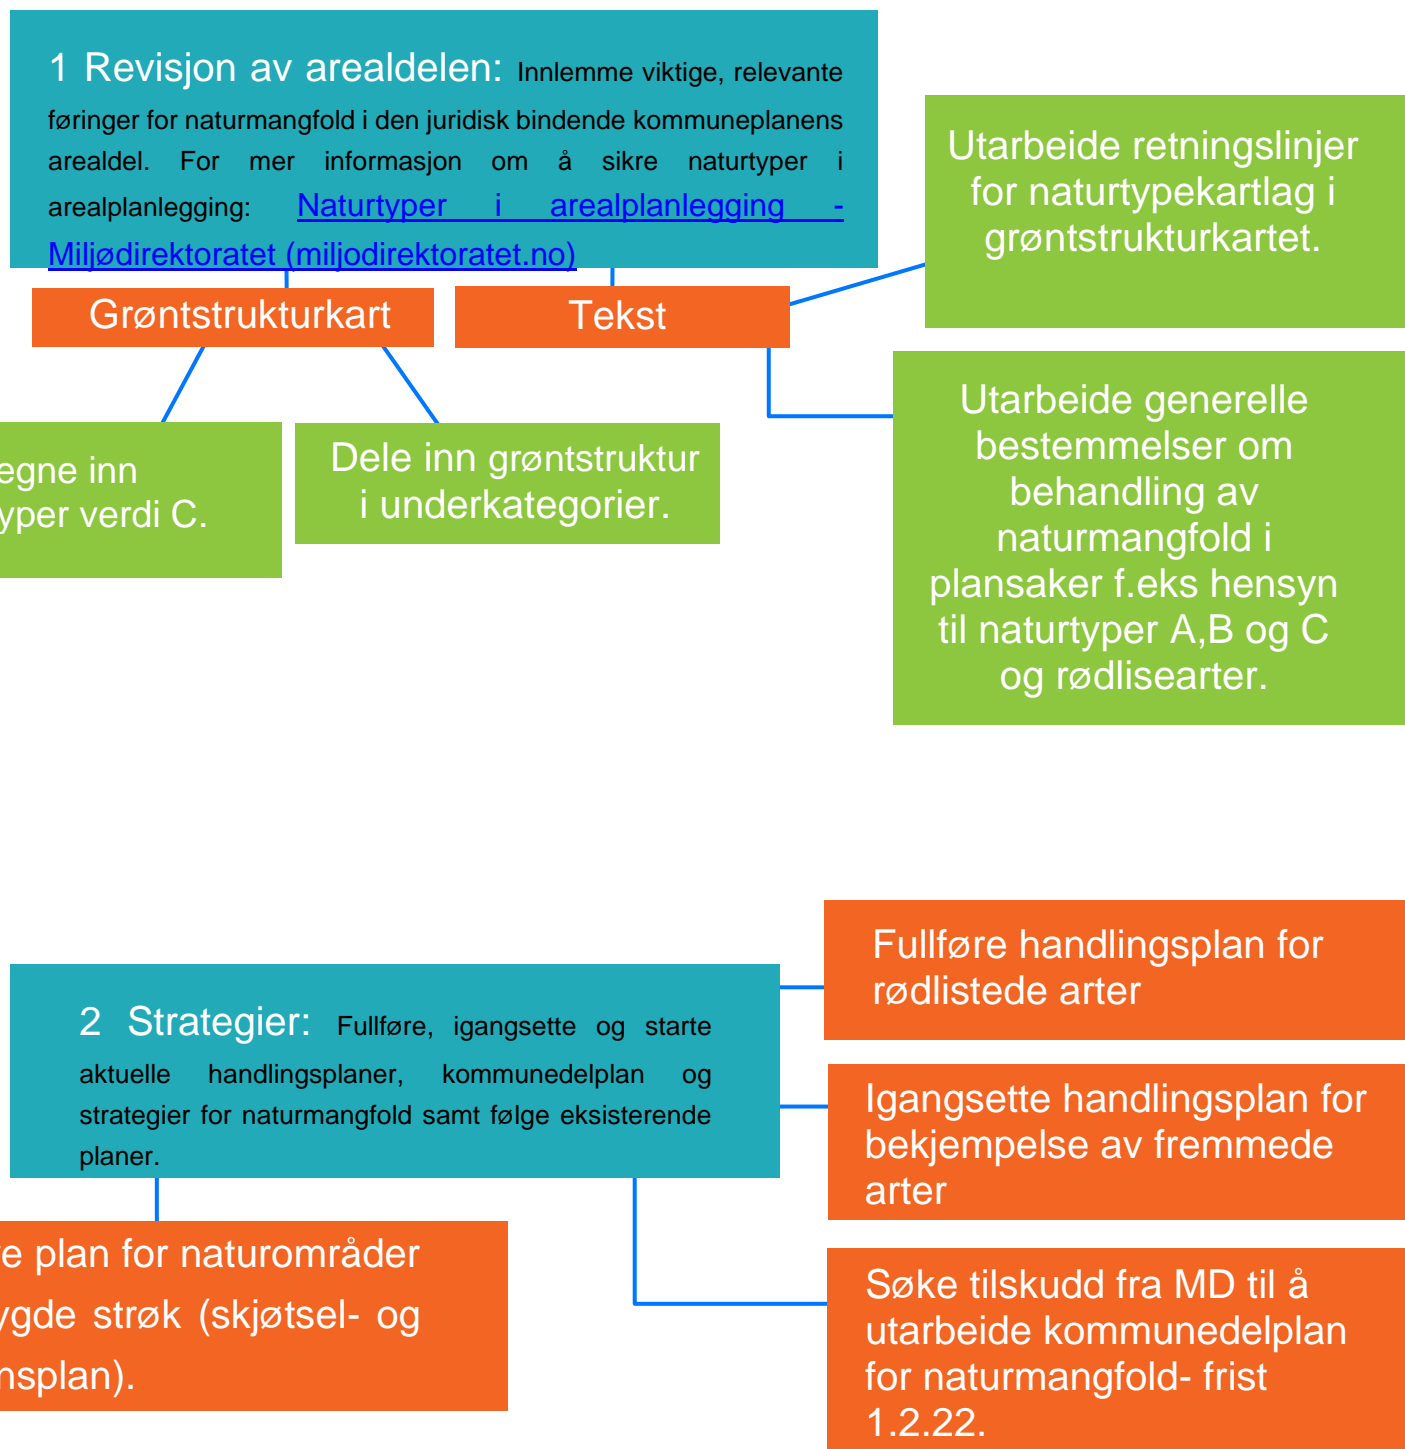 1 Revisjon av arealdelen: Innlemme viktige, relevante
føringer for naturmangfold i den juridisk bindende kommuneplanens
arealdel. For mer informasjon om å sikre naturtyper i
arealplanlegging: Naturtyper i arealplanlegging -
Miljødirektoratet (miljodirektoratet.no)
Utarbeide retningslinjer
for naturtypekartlag i
grøntstrukturkartet.
Grøntstrukturkart
Tekst
egne inn
yper verdi C.
Dele inn grøntstruktur
i underkategorier.
Utarbeide generelle
bestemmelser om
behandling av
naturmangfold i
plansaker f.eks hensyn
til naturtyper A,B og C
og rødlisearter.
2 Strategier: Fullføre, igangsette og starte
aktuelle handlingsplaner, kommunedelplan og
strategier for naturmangfold samt følge eksisterende
planer.
Fullføre handlingsplan for
rødlistede arter
Igangsette handlingsplan for
bekjempelse av fremmede
arter
e plan for naturområder
ygde strøk (skjøtsel- og
nsplan).
Søke tilskudd fra MD til å
utarbeide kommunedelplan
for naturmangfold- frist
1.2.22.